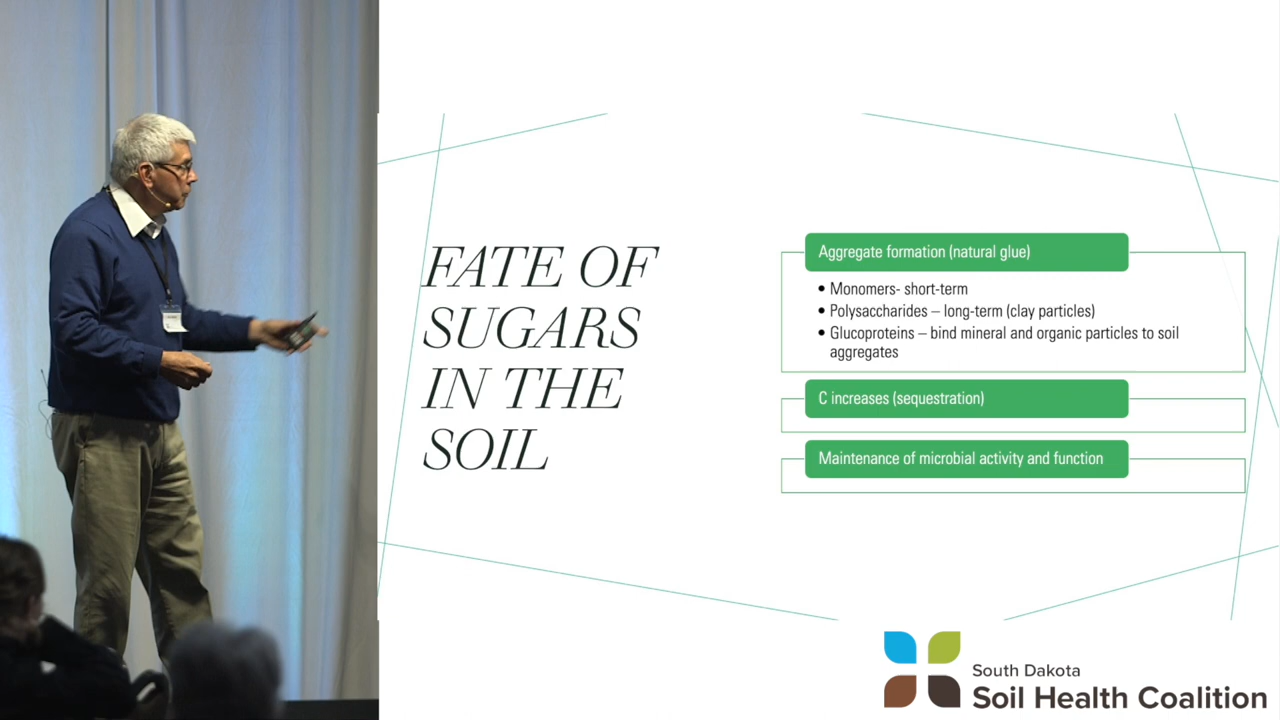 FATE OF
SUGARS
IN THE
SOIL
Aggregate formation (natural glue)
• Monomers- short-term
• Polysaccharides – long-term (clay particles)
• Glucoproteins – bind mineral and organic particles to soil
aggregates
C increases (sequestration)
Maintenance of microbial activity and function
South Dakota
Soil Health Coalition